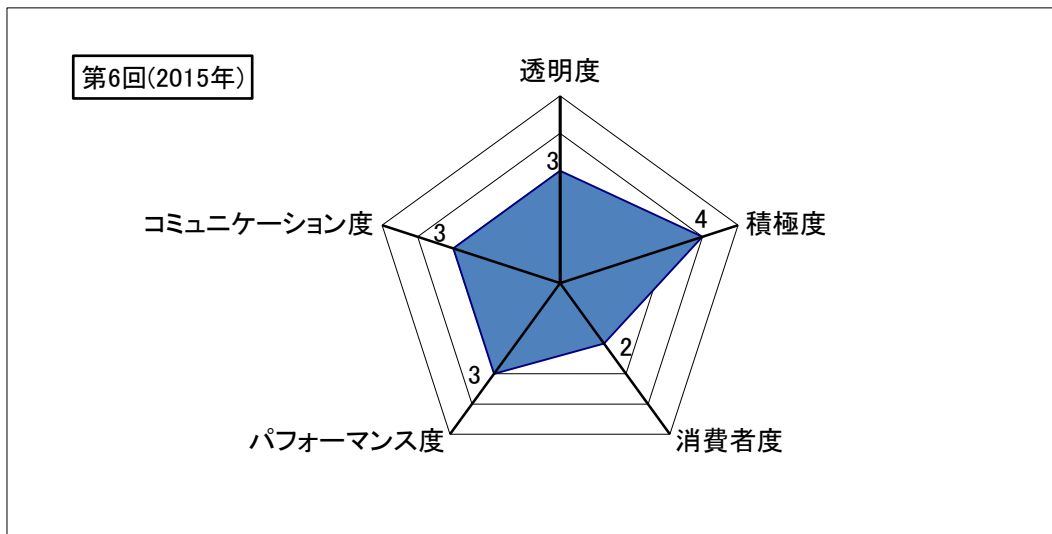 第6回(2015年)
透明度
3
コミュニケーション度
3
4
積極度
3
2
パフォーマンス度
消費者度